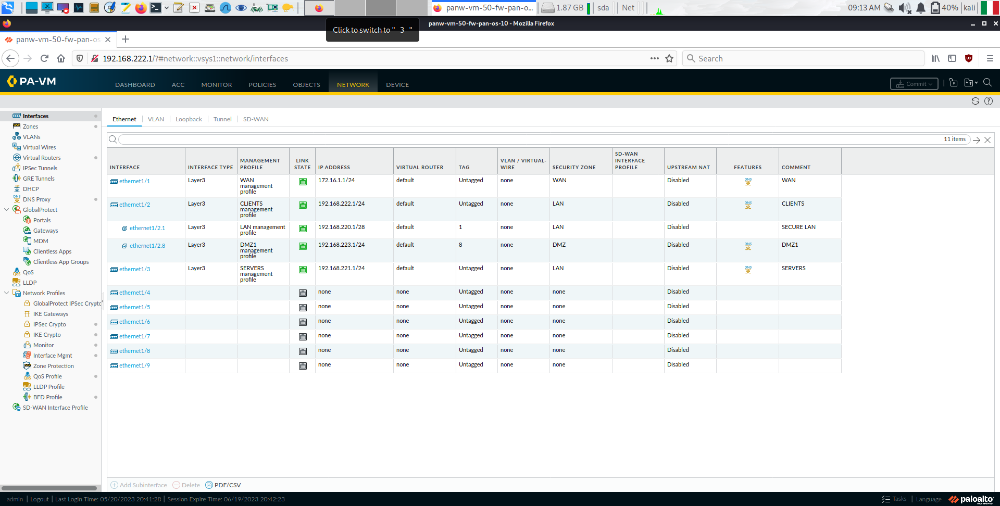 panw-vm-50-fw-pan-o... 1.87 GB sda Net 09:13 AM 40% kali
panw-vm-50-fw-pan-os-10 - Mozilla Firefox
Click to switch to " 3 "
panw-vm-50-fw-pan-os
192.168.222.1/?#network::vsys1::network/interfaces
Search
PA-VM
DASHBOARD ACC MONITOR POLICIES OBJECTS NETWORK DEVICE
Commit
Interfaces
Zones
VLANs
Virtual Wires
Virtual Routers
IPSec Tunnels
GRE Tunnels
DHCP
DNS Proxy
GlobalProtect
Portals
Gateways
MDM
Clientless Apps
Clientless App Groups
QoS
LLDP
Network Profiles
GlobalProtect IPSec Crypto
IKE Gateways
IPSec Crypto
IKE Crypto
Monitor
Interface Mgmt
Zone Protection
QoS Profile
LLDP Profile
BFD Profile
SD-WAN Interface Profile
Ethernet VLAN Loopback Tunnel SD-WAN
11 items
INTERFACE INTERFACE TYPE MANAGEMENT PROFILE LINK STATE IP ADDRESS VIRTUAL ROUTER TAG VLAN / VIRTUAL-WIRE SECURITY ZONE SD-WAN INTERFACE PROFILE UPSTREAM NAT FEATURES COMMENT
ethernet1/1 Layer3 WAN management profile 172.16.1.1/24 default Untagged none WAN Disabled DNS WAN
ethernet1/2 Layer3 CLIENTS management profile 192.168.222.1/24 default Untagged none LAN Disabled DNS CLIENTS
ethernet1/2.1 Layer3 LAN management profile 192.168.220.1/28 default 1 none LAN Disabled SECURE LAN
ethernet1/2.8 Layer3 DMZ1 management profile 192.168.223.1/24 default 8 none DMZ Disabled DNS DMZ1
ethernet1/3 Layer3 SERVERS management profile 192.168.221.1/24 default Untagged none LAN Disabled DNS SERVERS
ethernet1/4 none none Untagged none none Disabled
ethernet1/5 none none Untagged none none Disabled
ethernet1/6 none none Untagged none none Disabled
ethernet1/7 none none Untagged none none Disabled
ethernet1/8 none none Untagged none none Disabled
ethernet1/9 none none Untagged none none Disabled
Add Subinterface Delete PDF/CSV
admin | Logout | Last Login Time: 05/20/2023 20:41:28 | Session Expire Time: 06/19/2023 20:42:23
Tasks | Language paloalto NETWORKS